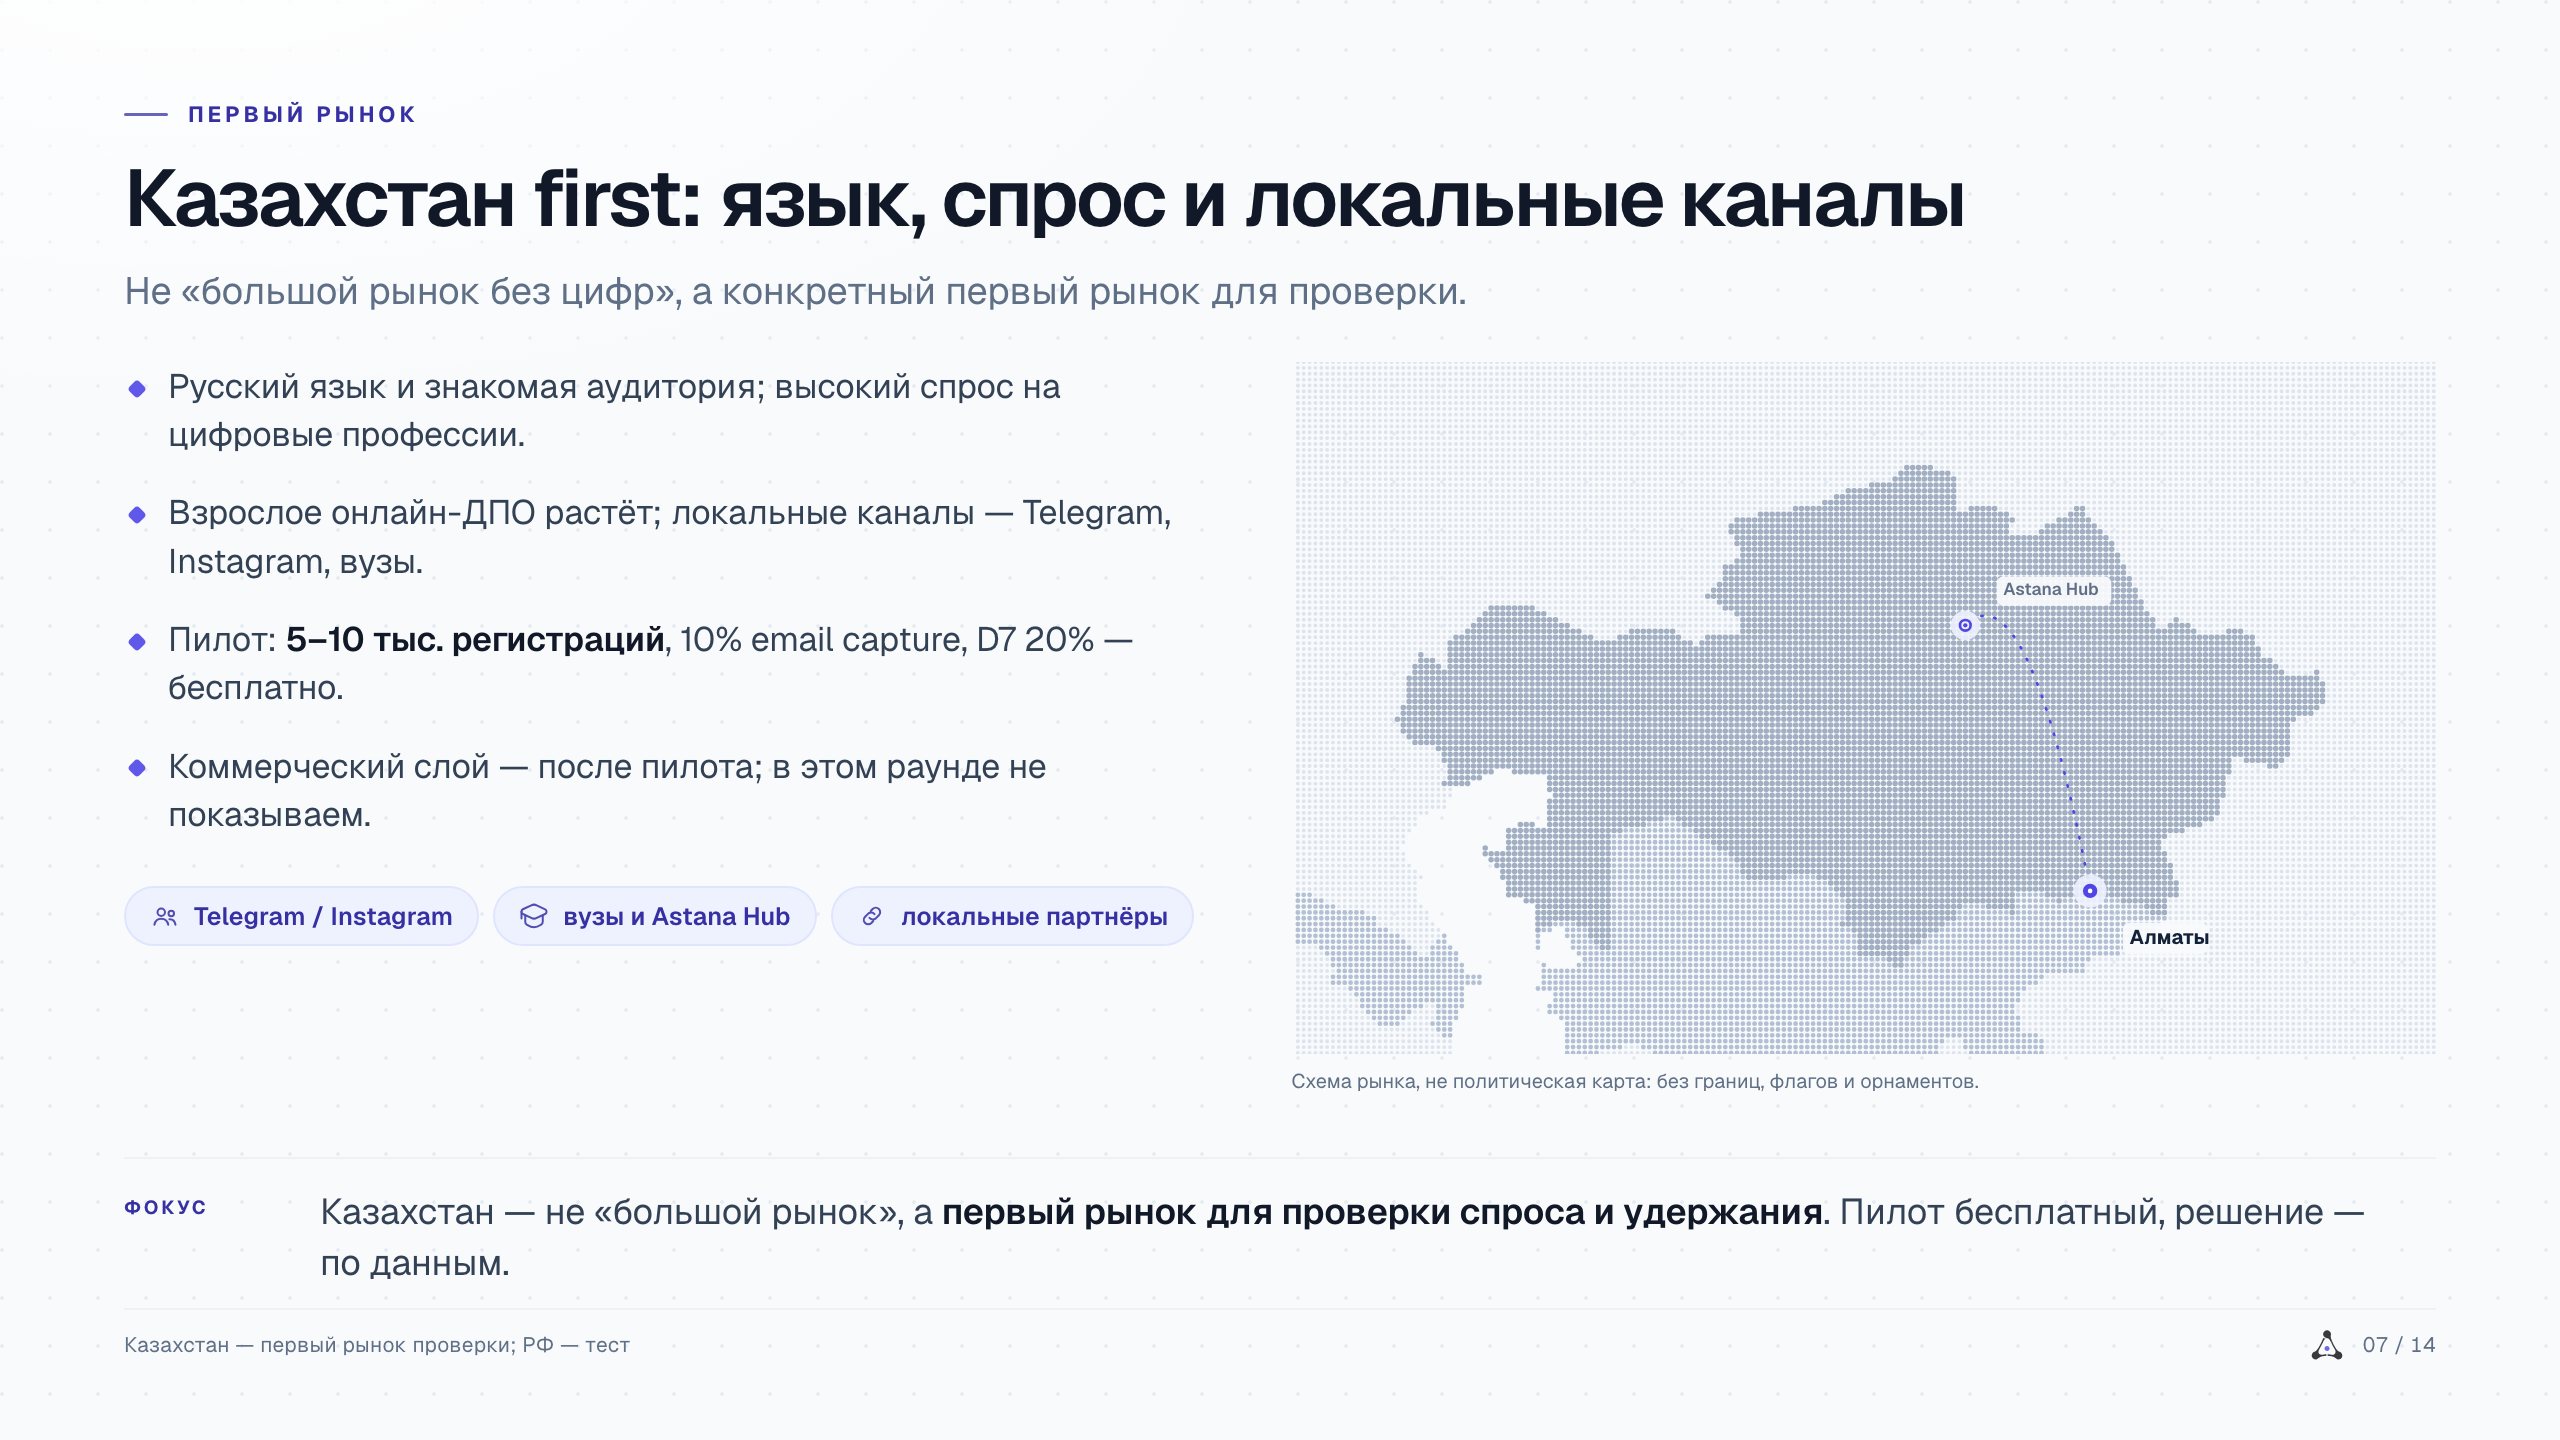 ПЕРВЫЙ РЫНОК
Казахстан first: язык, спрос и локальные каналы
Не «большой рынок без цифр», а конкретный первый рынок для проверки.
Русский язык и знакомая аудитория; высокий спрос на
цифровые профессии.
Взрослое онлайн-ДПО растёт; локальные каналы — Telegram,
Instagram, вузы.
Пилот: 5–10 тыс. регистраций, 10% email capture, D7 20% —
бесплатно.
Коммерческий слой — после пилота; в этом раунде не
показываем.
Telegram / Instagram
вузы и Astana Hub
локальные партнёры
Astana Hub
Алматы
Схема рынка, не политическая карта: без границ, флагов и орнаментов.
ФОКУС
Казахстан — не «большой рынок», а первый рынок для проверки спроса и удержания. Пилот бесплатный, решение —
по данным.
Казахстан — первый рынок проверки; РФ — тест
07 / 14